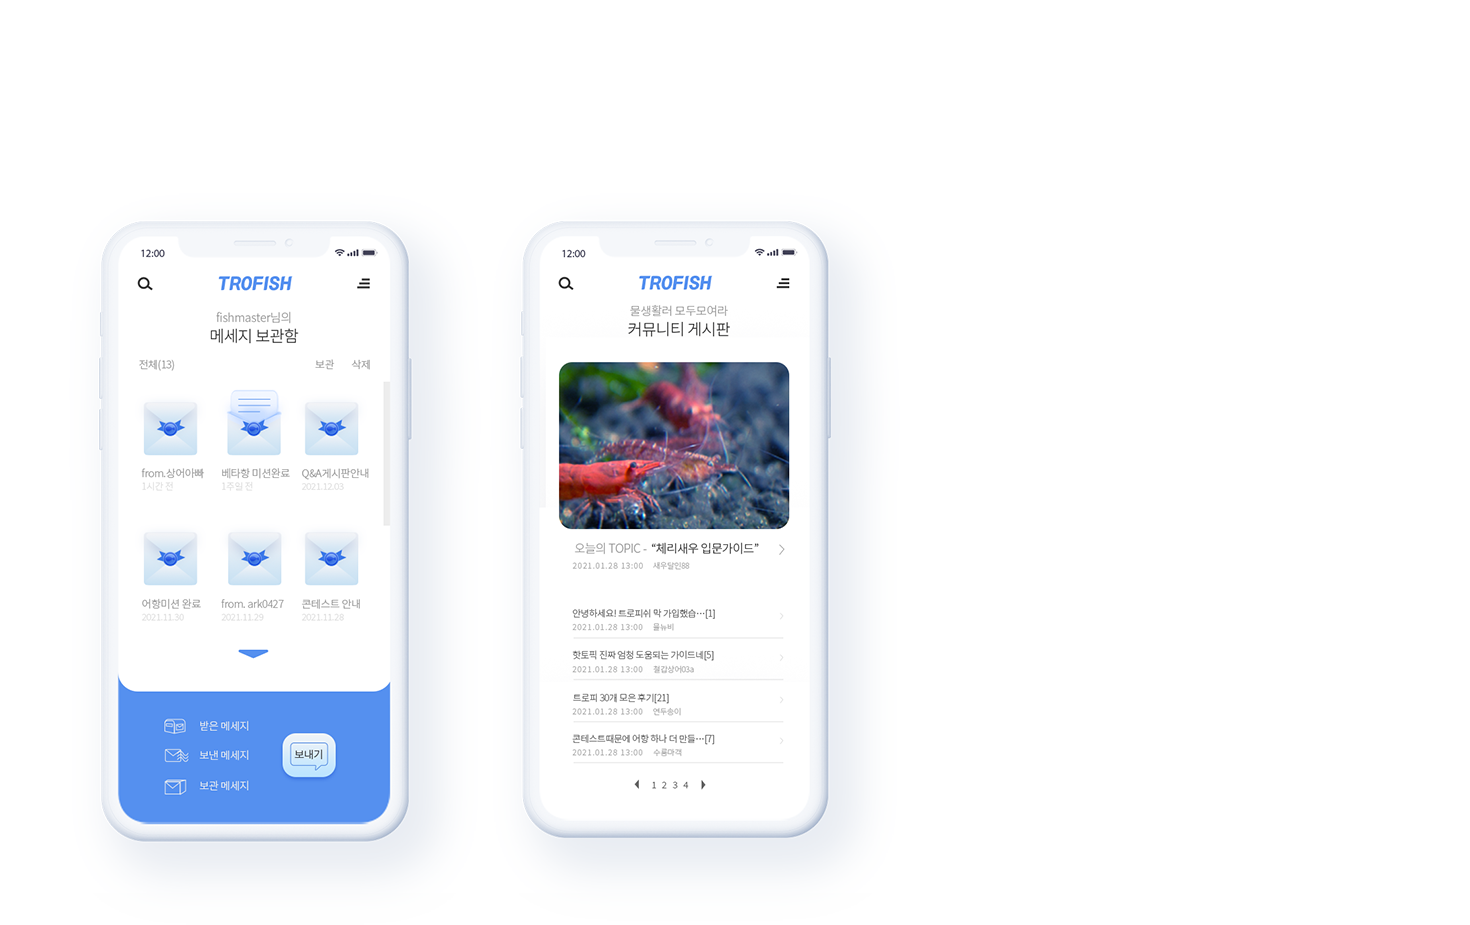 12:00
TROFISH
fishmaster님의
메세지 보관함
전체(13) 보관 삭제
from.상어아빠 베타항 미션완료 Q&A게시판안내
1시간 전 1주일 전 2021.12.03
어항미션 완료 from. ark0427 콘테스트 안내
2021.11.30 2021.11.29 2021.11.28
받은 메세지
보낸 메세지
보관 메세지
보내기
12:00
TROFISH
물생활러 모두모여라
커뮤니티 게시판
오늘의 TOPIC - “체리새우 입문가이드”
2021.01.28 13:00 새우달인88
안녕하세요! 트로피쉬 막 가입했습…[1]
2021.01.28 13:00 율뉴비
핫토픽 진짜 엄청 도움되는 가이드네[5]
2021.01.28 13:00 철갑상어03a
트로피 30개 모은 후기[21]
2021.01.28 13:00 연두송이
콘테스트때문에 어항 하나 더 만들…[7]
2021.01.28 13:00 수룡마객
1 2 3 4